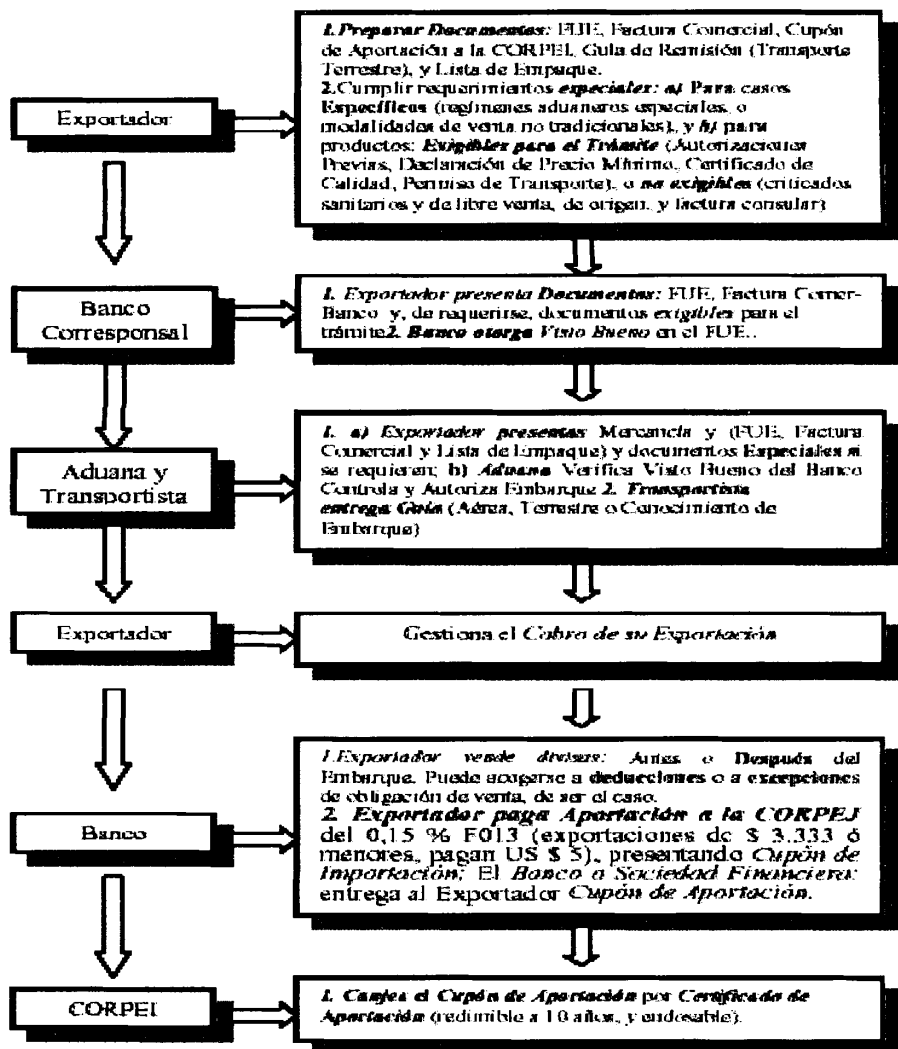 Exportador
1. Preparar Documentos: FUE, Factura Comercial, Cupón
de Aportación a la CORPEI, Guía de Remisión (Transporte
Terrestre), y Lista de Empaque.
2. Cumplir requerimientos especiales: a) Para casos
Específicos (regímenes aduaneros especiales, o
modalidades de venta no tradicionales), y b) para
productos: Exigibles para el Trámite (Autorizaciones
Previas, Declaración de Precio Mínimo, Certificado de
Calidad, Permiso de Transporte), o no exigibles (criticados
sanitarios y de libre venta, de origen, y factura consular)
Banco
Corresponsal
1. Exportador presenta Documentos: FUE, Factura Comer-
Banco y, de requerirse, documentos exigibles para el
trámite2. Banco otorga Visto Bueno en el FUE..
Aduana y
Transportista
1. a) Exportador presentas Mercancía y (FUE, Factura
Comercial y Lista de Empaque) y documentos Especiales si
se requieren; b) Aduana Verifica Visto Bueno del Banco
Controla y Autoriza Embarque 2. Transportista
entrega Guía (Aérea, Terrestre o Conocimiento de
Embarque)
Exportador
Gestiona el Cobro de su Exportación
Banco
1.Exportador vende divisas: Antes o Después del
Embarque. Puede acogerse a deducciones o a excepciones
de obligación de venta, de ser el caso.
2. Exportador paga Aportación a la CORPEI
del 0,15 % F013 (exportaciones de $ 3.333 ó
menores, pagan US $ 5), presentando Cupón de
Importación; El Banco o Sociedad Financiera:
entrega al Exportador Cupón de Aportación.
CORPEI
1. Canjea el Cupón de Aportación por Certificado de
Aportación (redimible a 10 años, y endosable).